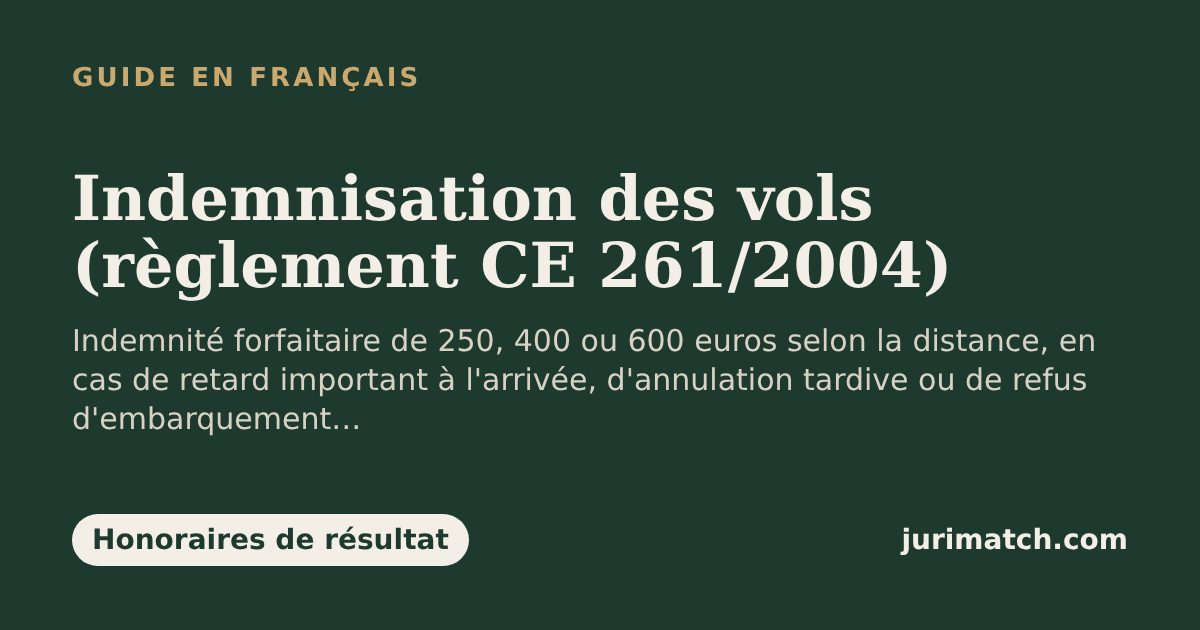 GUIDE EN FRANÇAIS
Indemnisation des vols
(règlement CE 261/2004)
Indemnité forfaitaire de 250, 400 ou 600 euros selon la distance, en
cas de retard important à l'arrivée, d'annulation tardive ou de refus
d'embarquement…
Honoraires de résultat
jurimatch.com